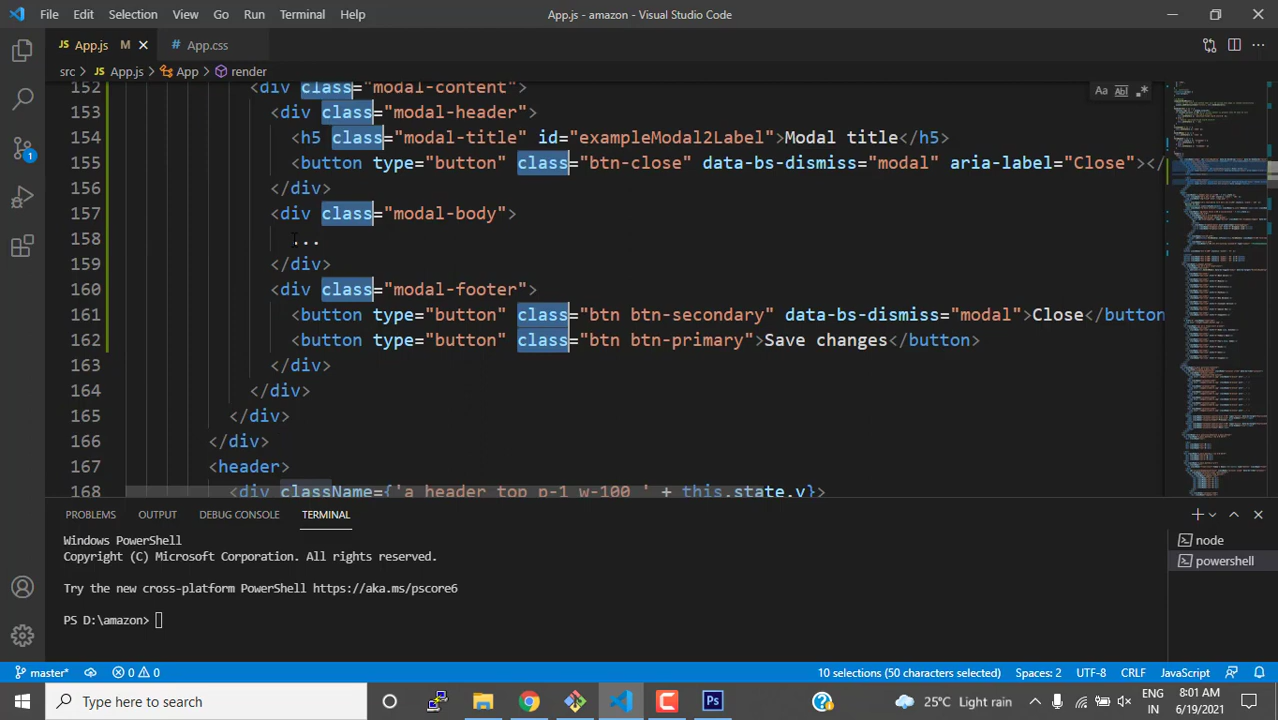 File Edit Selection View Go Run Terminal Help App.js - amazon - Visual Studio Code
JS App.js M App.css
src > JS App.js > App > render
152 <div class="modal-content">
153 <div class="modal-header">
154 <h5 class="modal-title" id="exampleModal2Label">Modal title</h5>
155 <button type="button" class="btn-close" data-bs-dismiss="modal" aria-label="Close"></
156 </div>
157 <div class="modal-body">
158 ...
159 </div>
160 <div class="modal-footer">
161 <button type="button" class="btn btn-secondary" data-bs-dismiss="modal">Close</button
162 <button type="button" class="btn btn-primary">Save changes</button>
163 </div>
164 </div>
165 </div>
166 </div>
167 <header>
168 <div className={'a_header_top p-1 w-100 ' + this.state.y}>
PROBLEMS OUTPUT DEBUG CONSOLE TERMINAL
node
powershell
Windows PowerShell
Copyright (C) Microsoft Corporation. All rights reserved.
Try the new cross-platform PowerShell https://aka.ms/pscore6
PS D:\amazon>
master* 0 0 10 selections (50 characters selected) Spaces: 2 UTF-8 CRLF JavaScript
Type here to search 25°C Light rain ENG IN 8:01 AM 6/19/2021